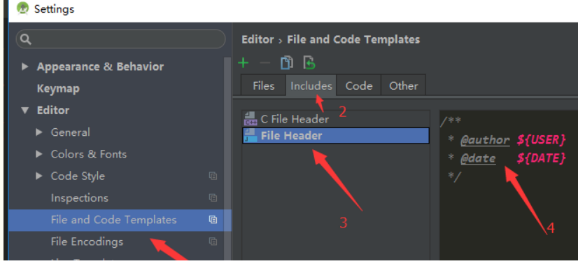 Settings
Editor › File and Code Templates
Appearance & Behavior
Keymap
Editor
General
Colors & Fonts
Code Style
Inspections
File and Code Templates
File Encodings
Files Includes Code Other
2
C File Header
File Header
3
/**
* @author ${USER}
* @date ${DATE}
*/
4